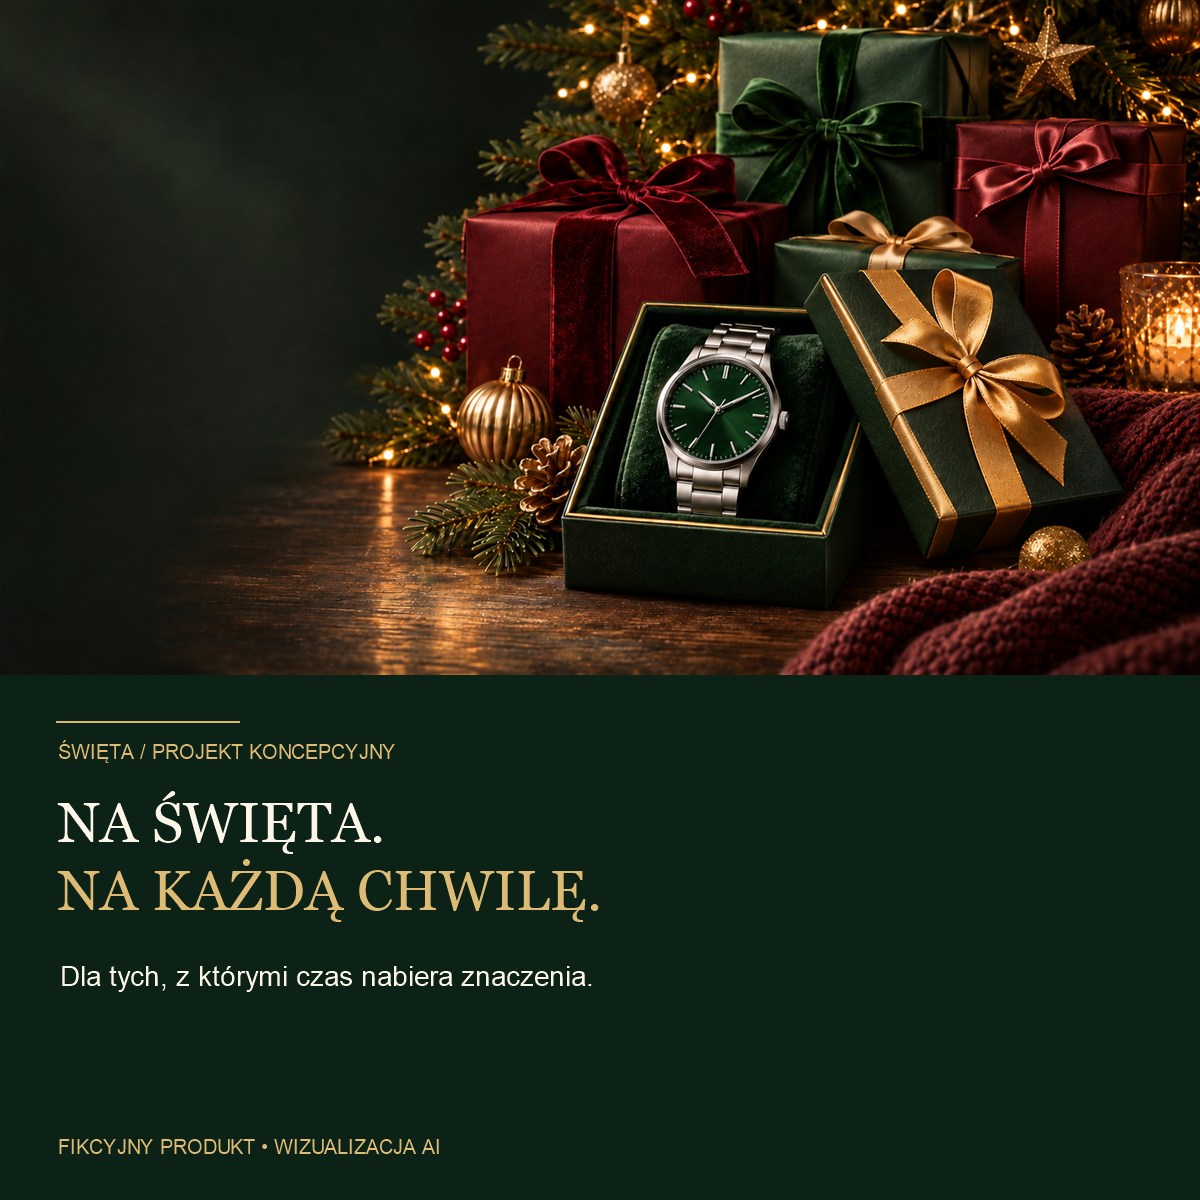 ŚWIĘTA / PROJEKT KONCEPCYJNY
NA ŚWIĘTA.
NA KAŻDĄ CHWILĘ.
Dla tych, z którymi czas nabiera znaczenia.
FIKCYJNY PRODUKT • WIZUALIZACJA AI